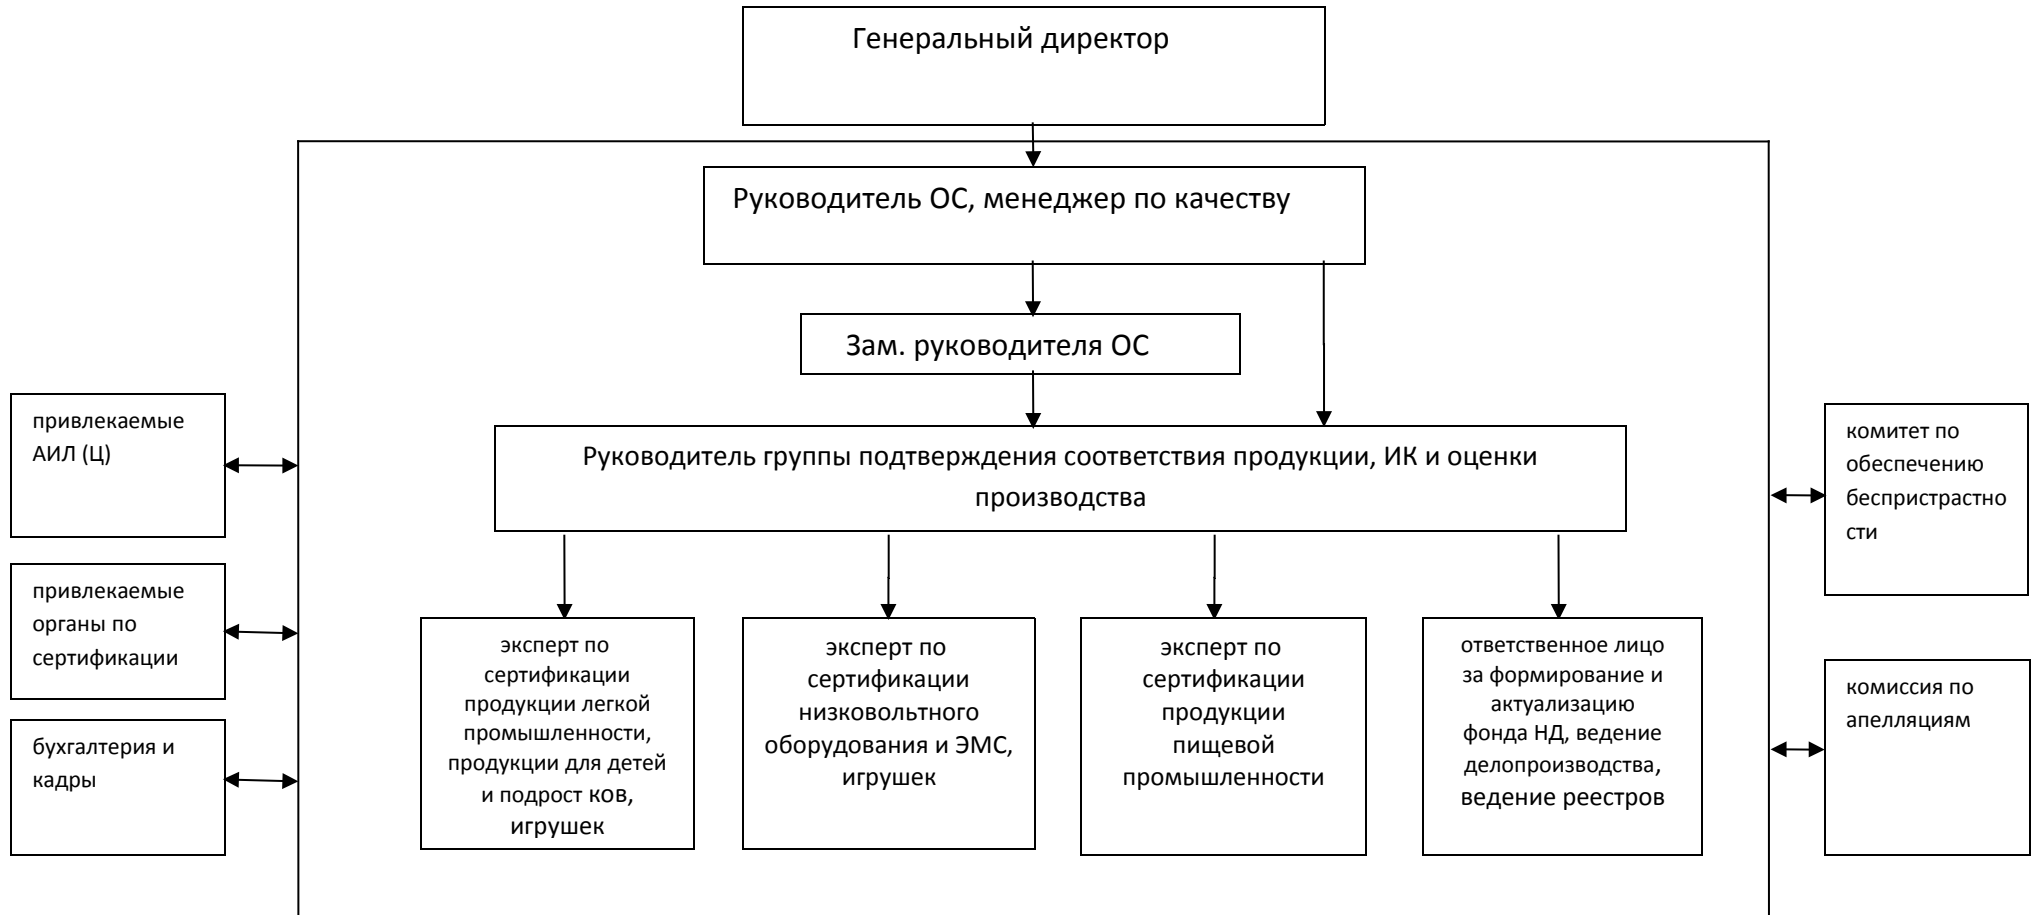 Генеральный директор
Руководитель ОС, менеджер по качеству
Зам. руководителя ОС
Руководитель группы подтверждения соответствия продукции, ИК и оценки
производства
привлекаемые
АИЛ (Ц)
привлекаемые
органы по
сертификации
бухгалтерия и
кадры
эксперт по
сертификации
продукции легкой
промышленности,
продукции для детей
и подрост ков,
игрушек
эксперт по
сертификации
низковольтного
оборудования и ЭМС,
игрушек
эксперт по
сертификации
продукции
пищевой
промышленности
ответственное лицо
за формирование и
актуализацию
фонда НД, ведение
делопроизводства,
ведение реестров
комитет по
обеспечению
беспристрастно
сти
комиссия по
апелляциям